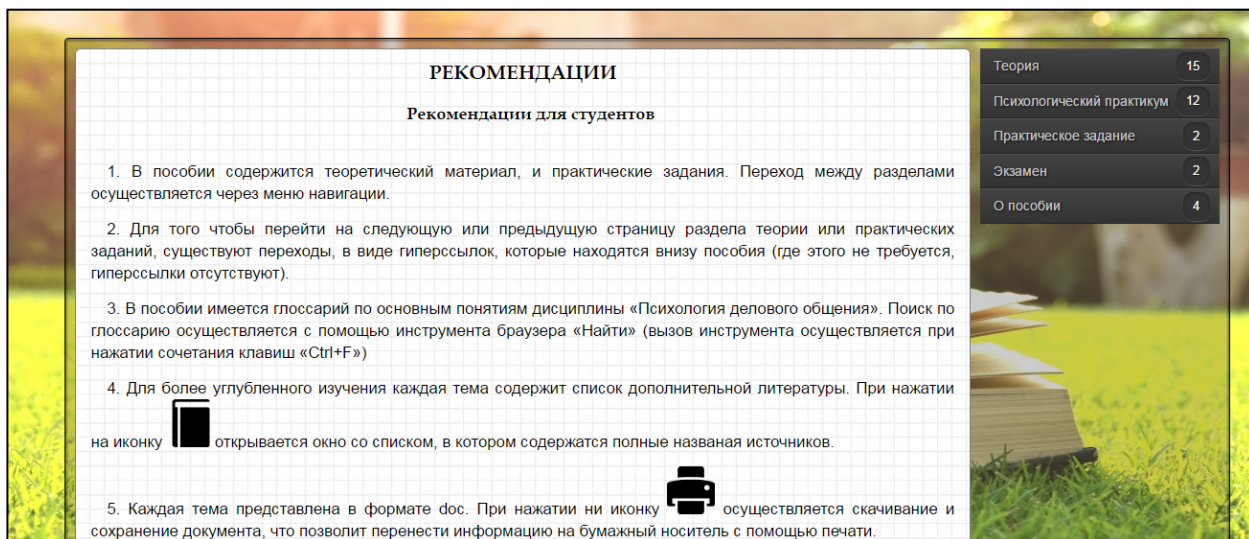 РЕКОМЕНДАЦИИ
Рекомендации для студентов
1. В пособии содержится теоретический материал, и практические задания. Переход между разделами
осуществляется через меню навигации.
2. Для того чтобы перейти на следующую или предыдущую страницу раздела теории или практических
заданий, существуют переходы, в виде гиперссылок, которые находятся внизу пособия (где этого не требуется,
гиперссылки отсутствуют).
3. В пособии имеется глоссарий по основным понятиям дисциплины «Психология делового общения». Поиск по
глоссарию осуществляется с помощью инструмента браузера «Найти» (вызов инструмента осуществляется при
нажатии сочетания клавиш «Ctrl+F»)
4. Для более углубленного изучения каждая тема содержит список дополнительной литературы. При нажатии
на иконку открывается окно со списком, в котором содержатся полные названая источников.
5. Каждая тема представлена в формате doc. При нажатии ни иконку осуществляется скачивание и
сохранение документа, что позволит перенести информацию на бумажный носитель с помощью печати.
Теория 15
Психологический практикум 12
Практическое задание 2
Экзамен 2
О пособии 4